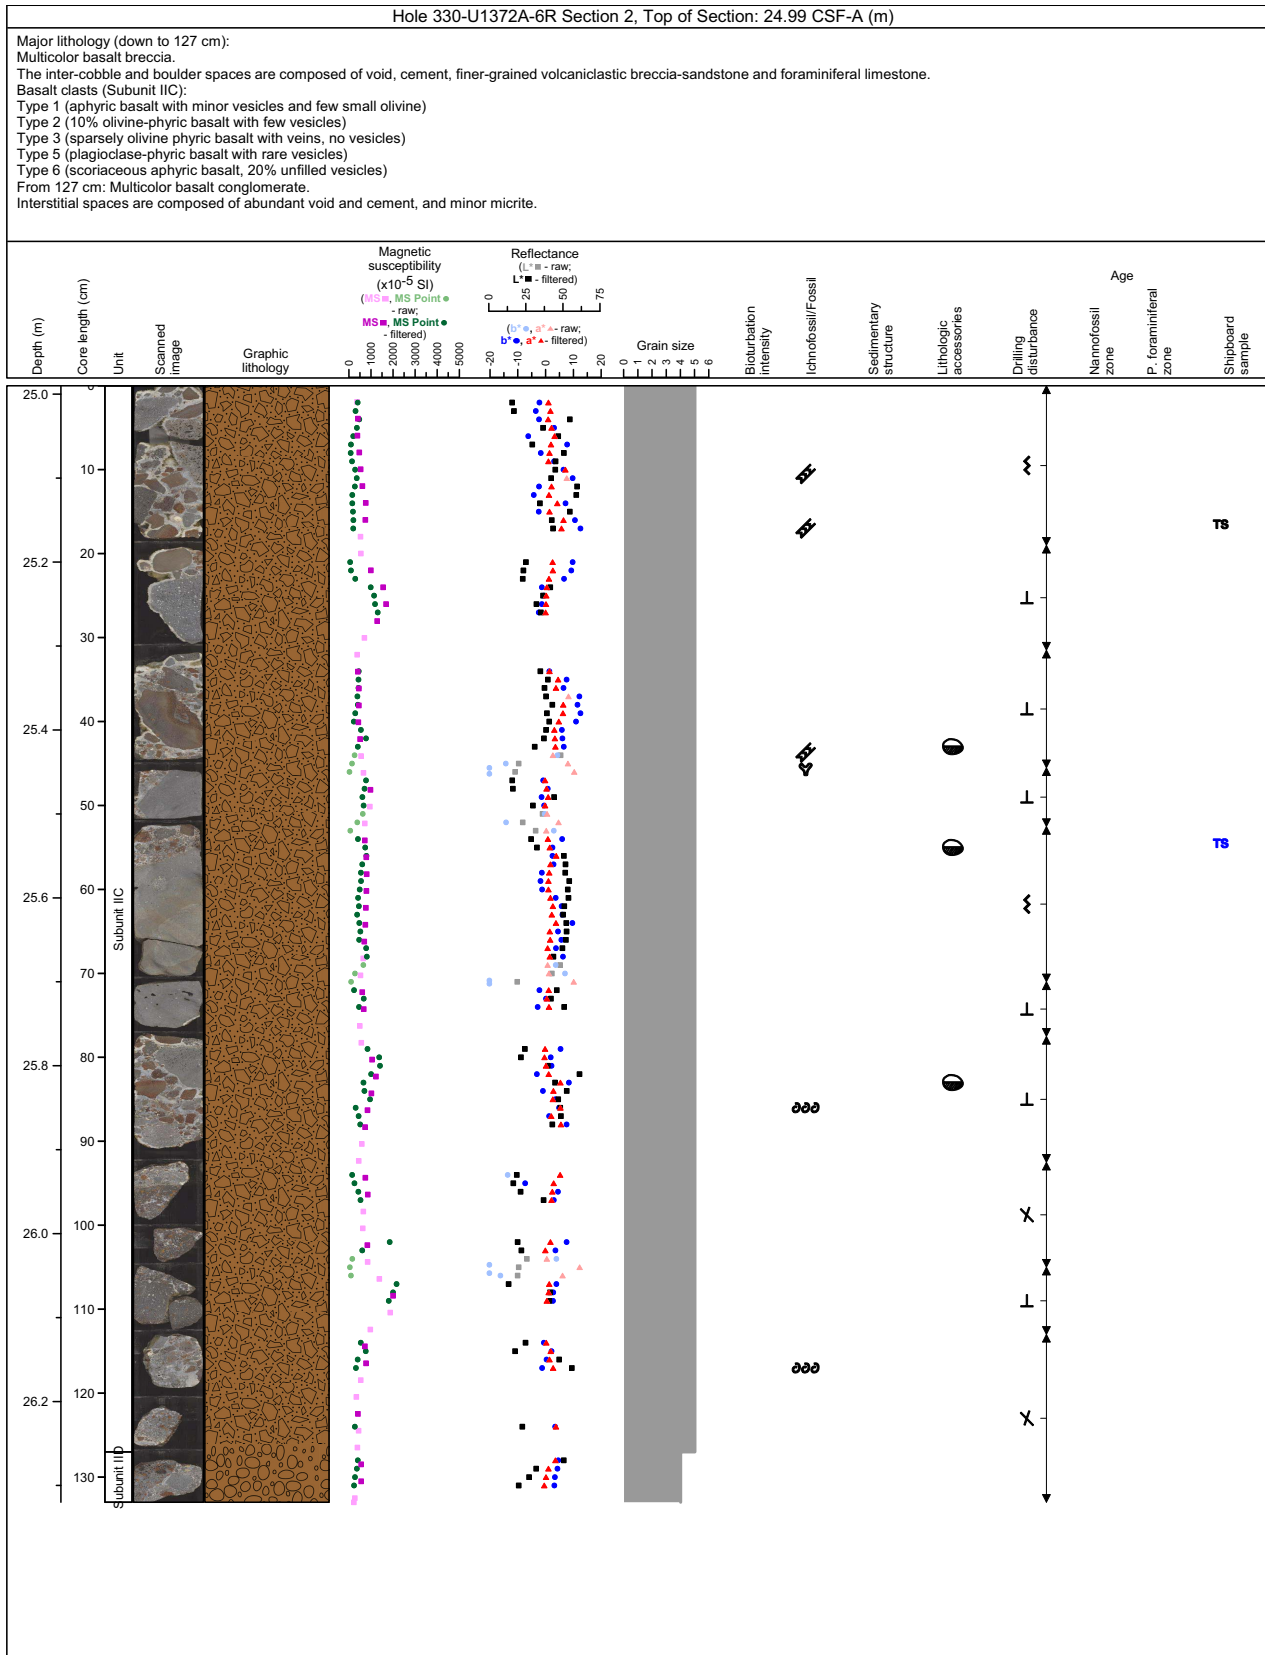 Hole 330-U1372A-6R Section 2, Top of Section: 24.99 CSF-A (m)
Major lithology (down to 127 cm):
Multicolor basalt breccia.
The inter-cobble and boulder spaces are composed of void, cement, finer-grained volcaniclastic breccia-sandstone and foraminiferal limestone.
Basalt clasts (Subunit IIC):
Type 1 (aphyric basalt with minor vesicles and few small olivine)
Type 2 (10% olivine-phyric basalt with few vesicles)
Type 3 (sparsely olivine phyric basalt with veins, no vesicles)
Type 5 (plagioclase-phyric basalt with rare vesicles)
Type 6 (scoriaceous aphyric basalt, 20% unfilled vesicles)
From 127 cm: Multicolor basalt conglomerate.
Interstitial spaces are composed of abundant void and cement, and minor micrite.
Depth (m)
Core length (cm)
Unit
Scanned
image
Graphic
lithology
Magnetic
susceptibility
(x10-5 SI)
(MS, MS Point
- raw;
MS, MS Point
- filtered)
0 1000 2000 3000 4000 5000
Reflectance
(L* - raw;
L* - filtered)
0 25 50 75
(b*, a* - raw;
b*, a* - filtered)
-20 -10 0 10 20
Grain size
0 1 2 3 4 5 6
Bioturbation
intensity
Ichnofossil/Fossil
Sedimentary
structure
Lithologic
accessories
Drilling
disturbance
Age
Nannofossil
zone
P. foraminiferal
zone
Shipboard
sample
25.0
25.2
25.4
25.6
25.8
26.0
26.2
0
10
20
30
40
50
60
70
80
90
100
110
120
130
Subunit IIC
Subunit IID
TS
TS